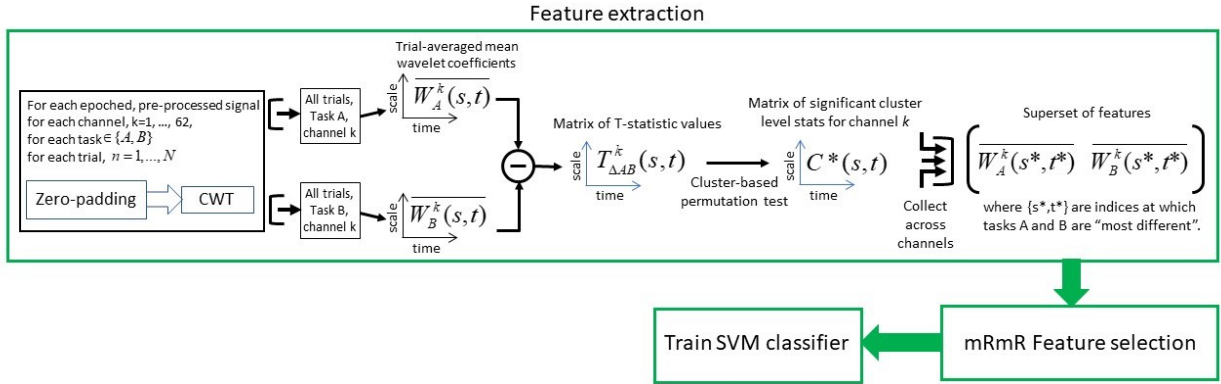 Feature extraction
For each epoched, pre-processed signal
for each channel, k=1, ..., 62,
for each task∈{A, B}
for each trial, n = 1,..., N
Zero-padding
CWT
All trials,
Task A,
channel k
All trials,
Task B,
channel k
Trial-averaged mean
wavelet coefficients
scale
W̅_A^k(s,t)
time
scale
W̅_B^k(s,t)
time
Matrix of T-statistic values
scale
T_{ΔAB}^k(s,t)
time
Cluster-based
permutation test
Matrix of significant cluster
level stats for channel k
scale
C*(s,t)
time
Collect
across
channels
Superset of features
W̅_A^k(s*,t*) W̅_B^k(s*,t*)
where {s*,t*} are indices at which
tasks A and B are “most different”.
Train SVM classifier
mRmR Feature selection